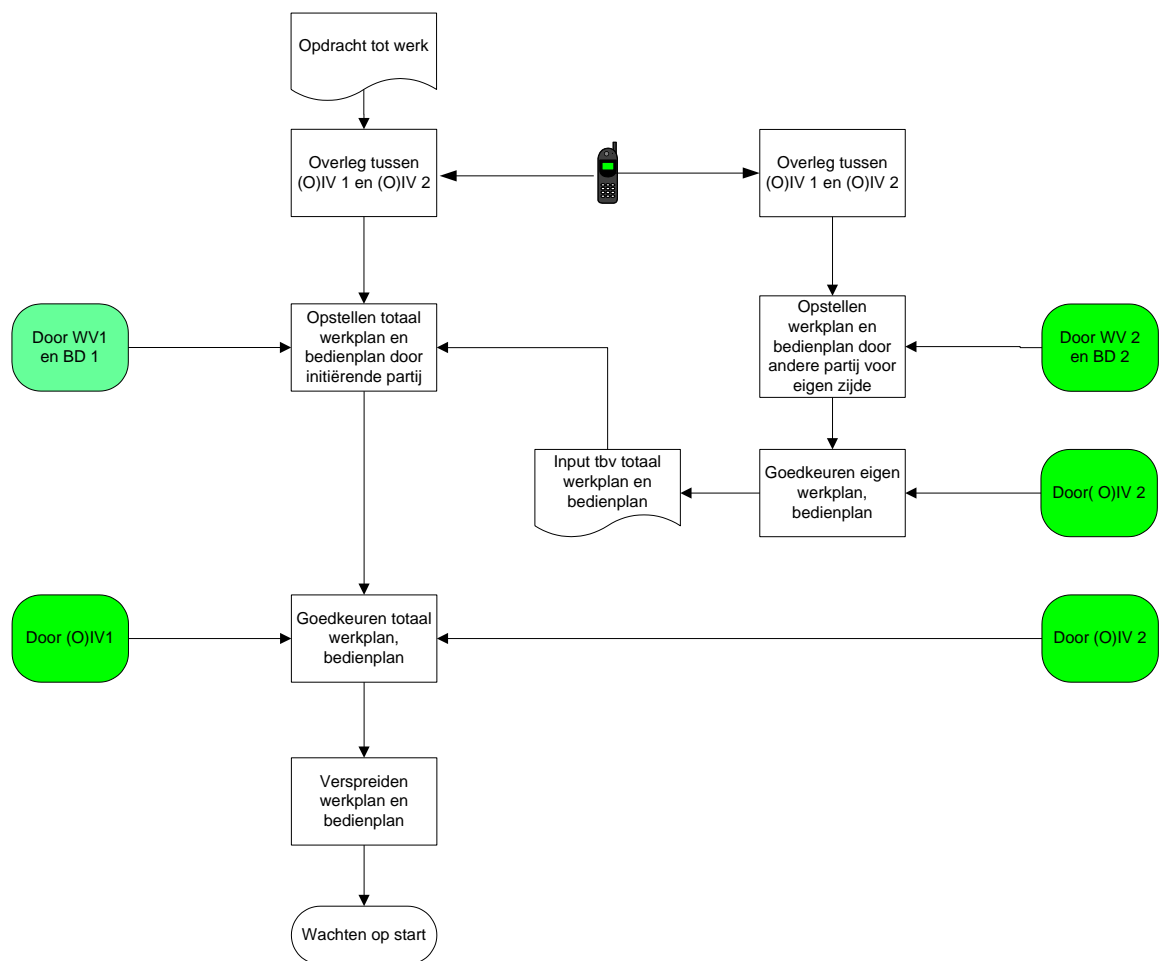 Opdracht tot werk
Overleg tussen
(O)IV 1 en (O)IV 2
Overleg tussen
(O)IV 1 en (O)IV 2
Door WV1
en BD 1
Opstellen totaal
werkplan en
bedienplan door
initiërende partij
Opstellen
werkplan en
bedienplan door
andere partij voor
eigen zijde
Door WV 2
en BD 2
Input tbv totaal
werkplan en
bedienplan
Goedkeuren eigen
werkplan,
bedienplan
Door( O)IV 2
Door (O)IV1
Goedkeuren totaal
werkplan,
bedienplan
Door (O)IV 2
Verspreiden
werkplan en
bedienplan
Wachten op start